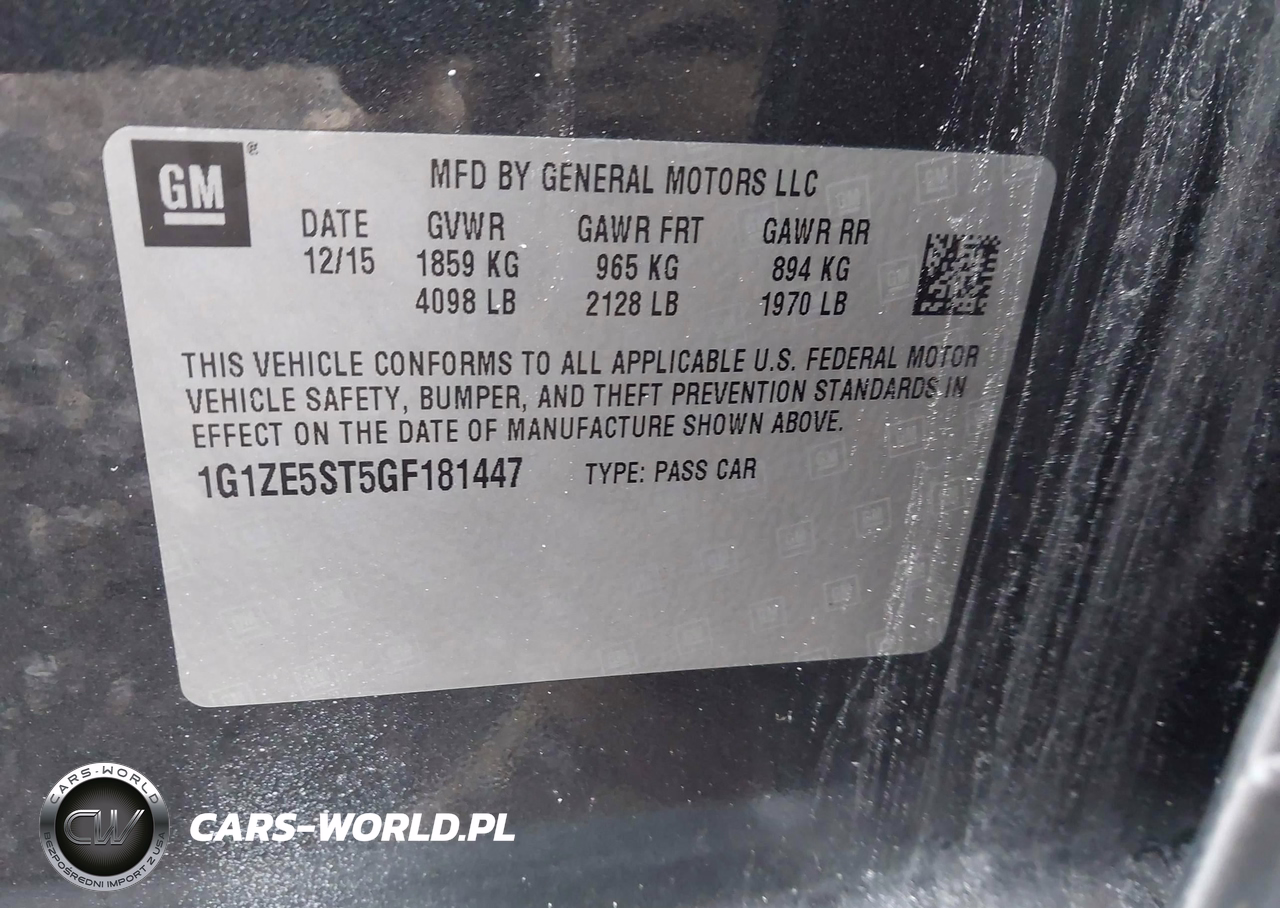 GM ®
MFD BY GENERAL MOTORS LLC
DATE GVWR GAWR FRT GAWR RR
12/15 1859 KG 965 KG 894 KG
4098 LB 2128 LB 1970 LB
THIS VEHICLE CONFORMS TO ALL APPLICABLE U.S. FEDERAL MOTOR
VEHICLE SAFETY, BUMPER, AND THEFT PREVENTION STANDARDS IN
EFFECT ON THE DATE OF MANUFACTURE SHOWN ABOVE.
1G1ZE5ST5GF181447 TYPE: PASS CAR
CARS-WORLD
CW
BEZPOŚREDNI IMPORT Z USA
CARS-WORLD.PL